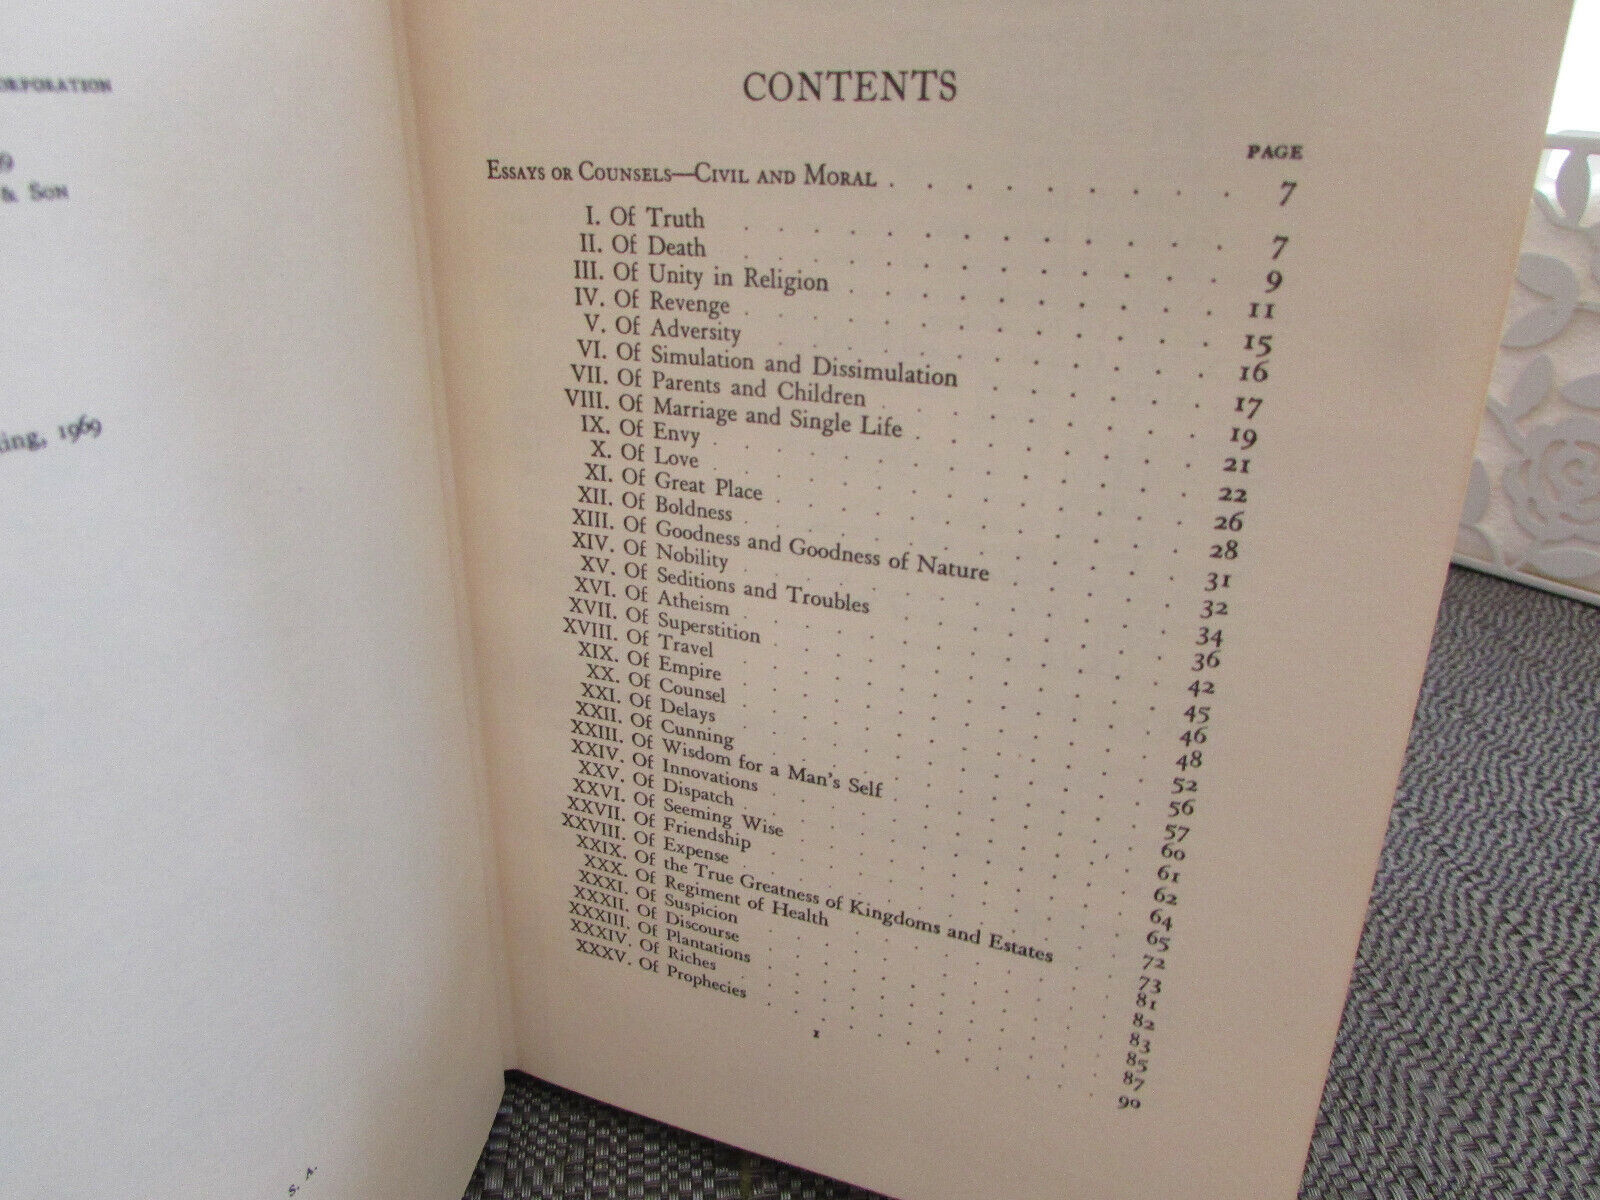 ORPORATION
9
& SON
ing, 1969
S. A.
CONTENTS
PAGE
ESSAYS OR COUNSELS—CIVIL AND MORAL . . . . . . . . . 7
I. Of Truth . . . . . . . . . 7
II. Of Death . . . . . . . . . 9
III. Of Unity in Religion . . . . . . . . . 11
IV. Of Revenge . . . . . . . . . 15
V. Of Adversity . . . . . . . . . 16
VI. Of Simulation and Dissimulation . . . . . . . . . 17
VII. Of Parents and Children . . . . . . . . . 19
VIII. Of Marriage and Single Life . . . . . . . . . 21
IX. Of Envy . . . . . . . . . 22
X. Of Love . . . . . . . . . 26
XI. Of Great Place . . . . . . . . . 28
XII. Of Boldness . . . . . . . . . 31
XIII. Of Goodness and Goodness of Nature . . . . . . . . . 32
XIV. Of Nobility . . . . . . . . . 34
XV. Of Seditions and Troubles . . . . . . . . . 36
XVI. Of Atheism . . . . . . . . . 42
XVII. Of Superstition . . . . . . . . . 45
XVIII. Of Travel . . . . . . . . . 46
XIX. Of Empire . . . . . . . . . 48
XX. Of Counsel . . . . . . . . . 52
XXI. Of Delays . . . . . . . . . 56
XXII. Of Cunning . . . . . . . . . 57
XXIII. Of Wisdom for a Man's Self . . . . . . . . . 60
XXIV. Of Innovations . . . . . . . . . 61
XXV. Of Dispatch . . . . . . . . . 62
XXVI. Of Seeming Wise . . . . . . . . . 64
XXVII. Of Friendship . . . . . . . . . 65
XXVIII. Of Expense . . . . . . . . . 72
XXIX. Of the True Greatness of Kingdoms and Estates . . . 73
XXX. Of Regiment of Health . . . . . . . . . 81
XXXI. Of Suspicion . . . . . . . . . 82
XXXII. Of Discourse . . . . . . . . . 83
XXXIII. Of Plantations . . . . . . . . . 85
XXXIV. Of Riches . . . . . . . . . 87
XXXV. Of Prophecies . . . . . . . . . 90
1